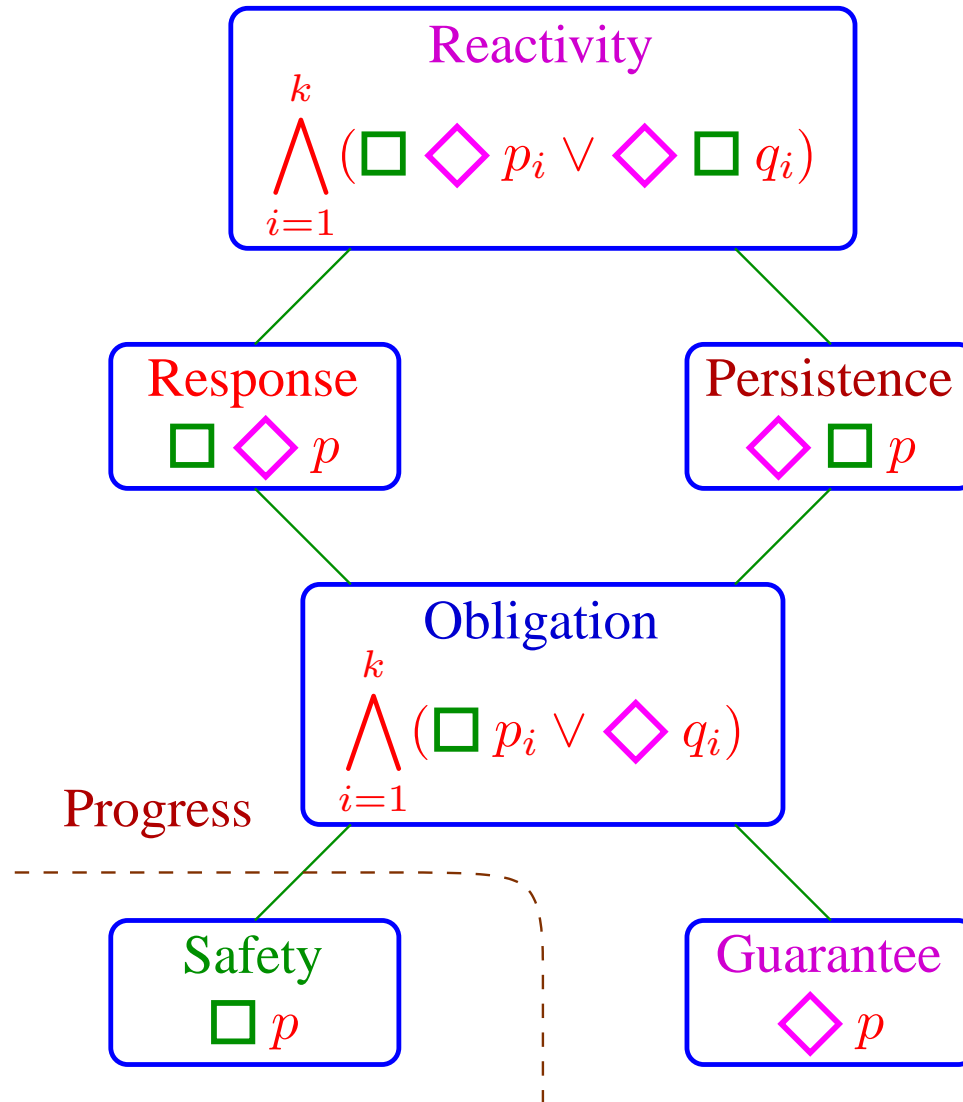 Reactivity
k
⋀ (□ ◇ pᵢ ∨ ◇ □ qᵢ)
i=1
Response
□ ◇ p
Persistence
◇ □ p
Obligation
k
⋀ (□ pᵢ ∨ ◇ qᵢ)
i=1
Progress
Safety
□ p
Guarantee
◇ p